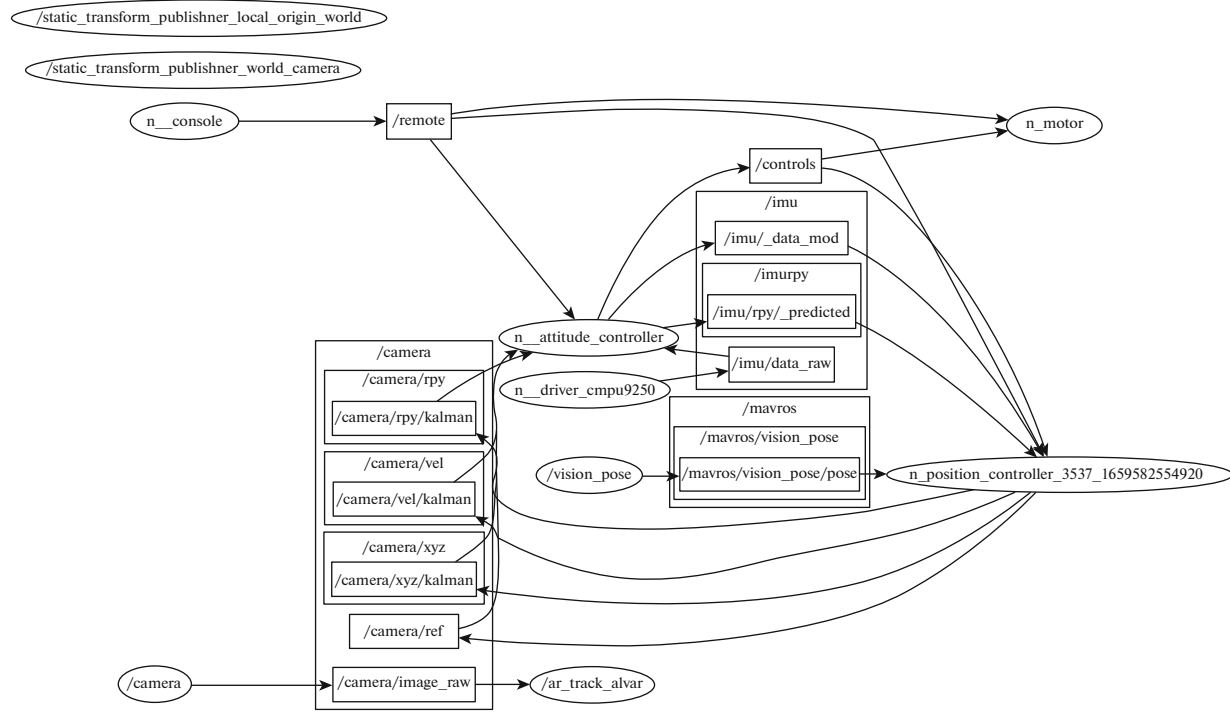 /static_transform_publishner_local_origin_world
/static_transform_publishner_world_camera
n__console
/remote
n_motor
/controls
/imu
/imu/_data_mod
/imurpy
/imu/rpy/_predicted
n__attitude_controller
/imu/data_raw
n__driver_cmpu9250
/camera
/camera/rpy
/camera/rpy/kalman
/mavros
/mavros/vision_pose
/vision_pose
/mavros/vision_pose/pose
n_position_controller_3537_1659582554920
/camera/vel
/camera/vel/kalman
/camera/xyz
/camera/xyz/kalman
/camera/ref
/camera
/camera/image_raw
/ar_track_alvar